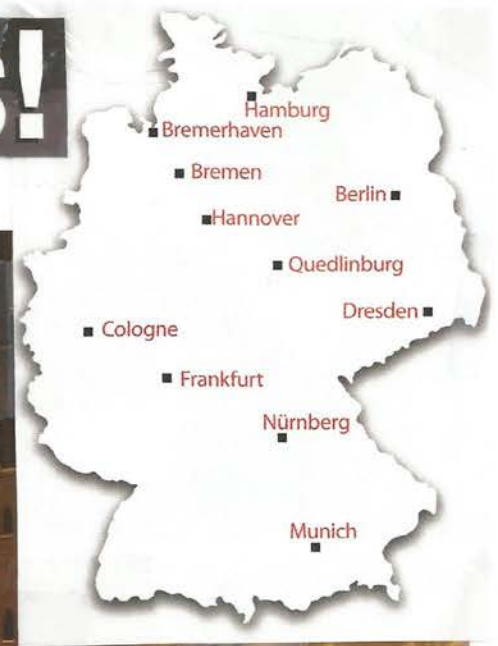 !
Hamburg
Bremerhaven
Bremen
Berlin
Hannover
Quedlinburg
Dresden
Cologne
Frankfurt
Nürnberg
Munich